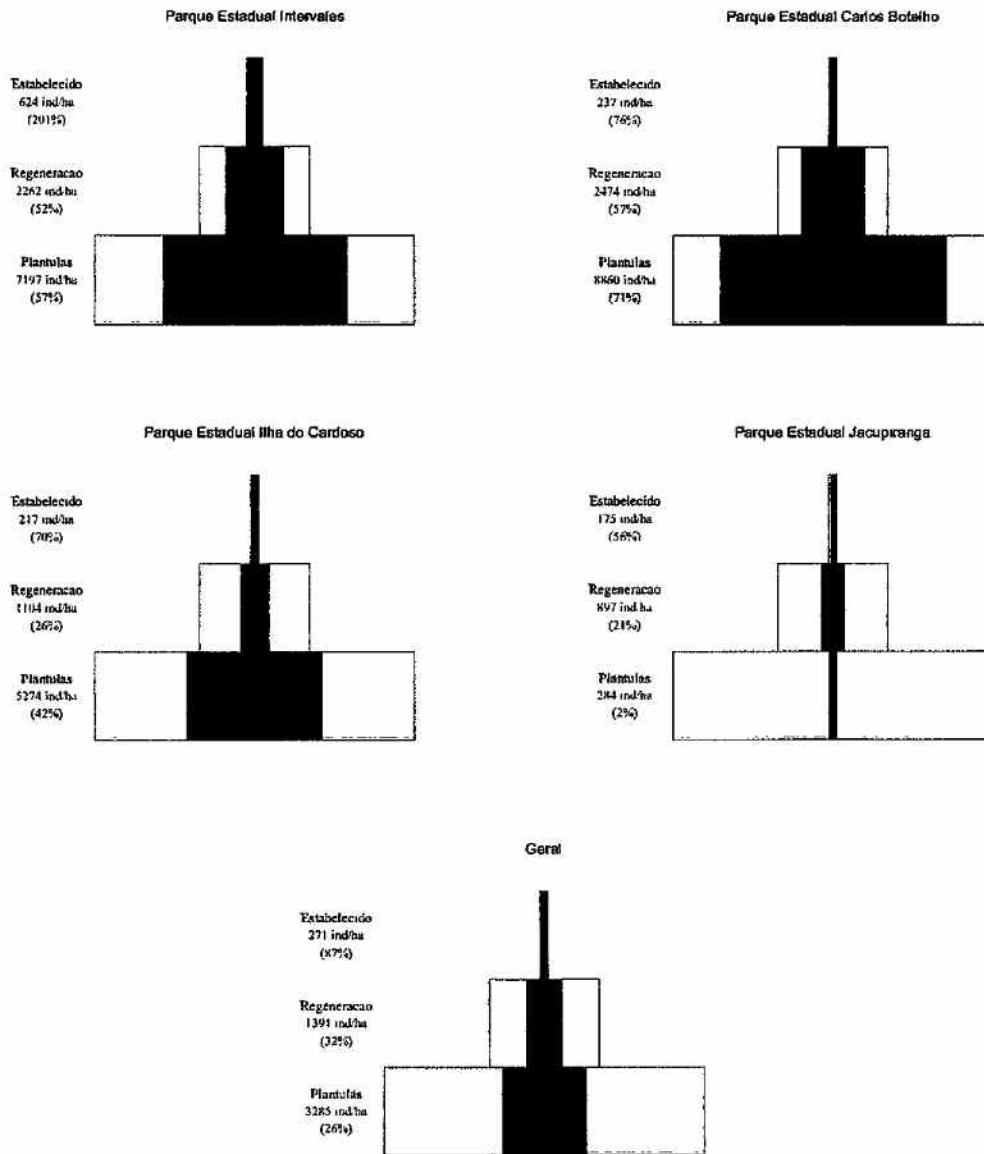 Parque Estadual Intervales
Estabelecido
624 ind/ha
(201%)
Regeneracao
2262 ind/ha
(52%)
Plantulas
7197 ind/ha
(57%)
Parque Estadual Carlos Botelho
Estabelecido
237 ind/ha
(76%)
Regeneracao
2474 ind/ha
(57%)
Plantulas
8860 ind/ha
(71%)
Parque Estadual Ilha do Cardoso
Estabelecido
217 ind/ha
(70%)
Regeneracao
1104 ind/ha
(26%)
Plantulas
5274 ind/ha
(42%)
Parque Estadual Jacupiranga
Estabelecido
175 ind/ha
(56%)
Regeneracao
897 ind/ha
(21%)
Plantulas
284 ind/ha
(2%)
Geral
Estabelecido
271 ind/ha
(87%)
Regeneracao
1391 ind/ha
(32%)
Plantulas
3285 ind/ha
(26%)